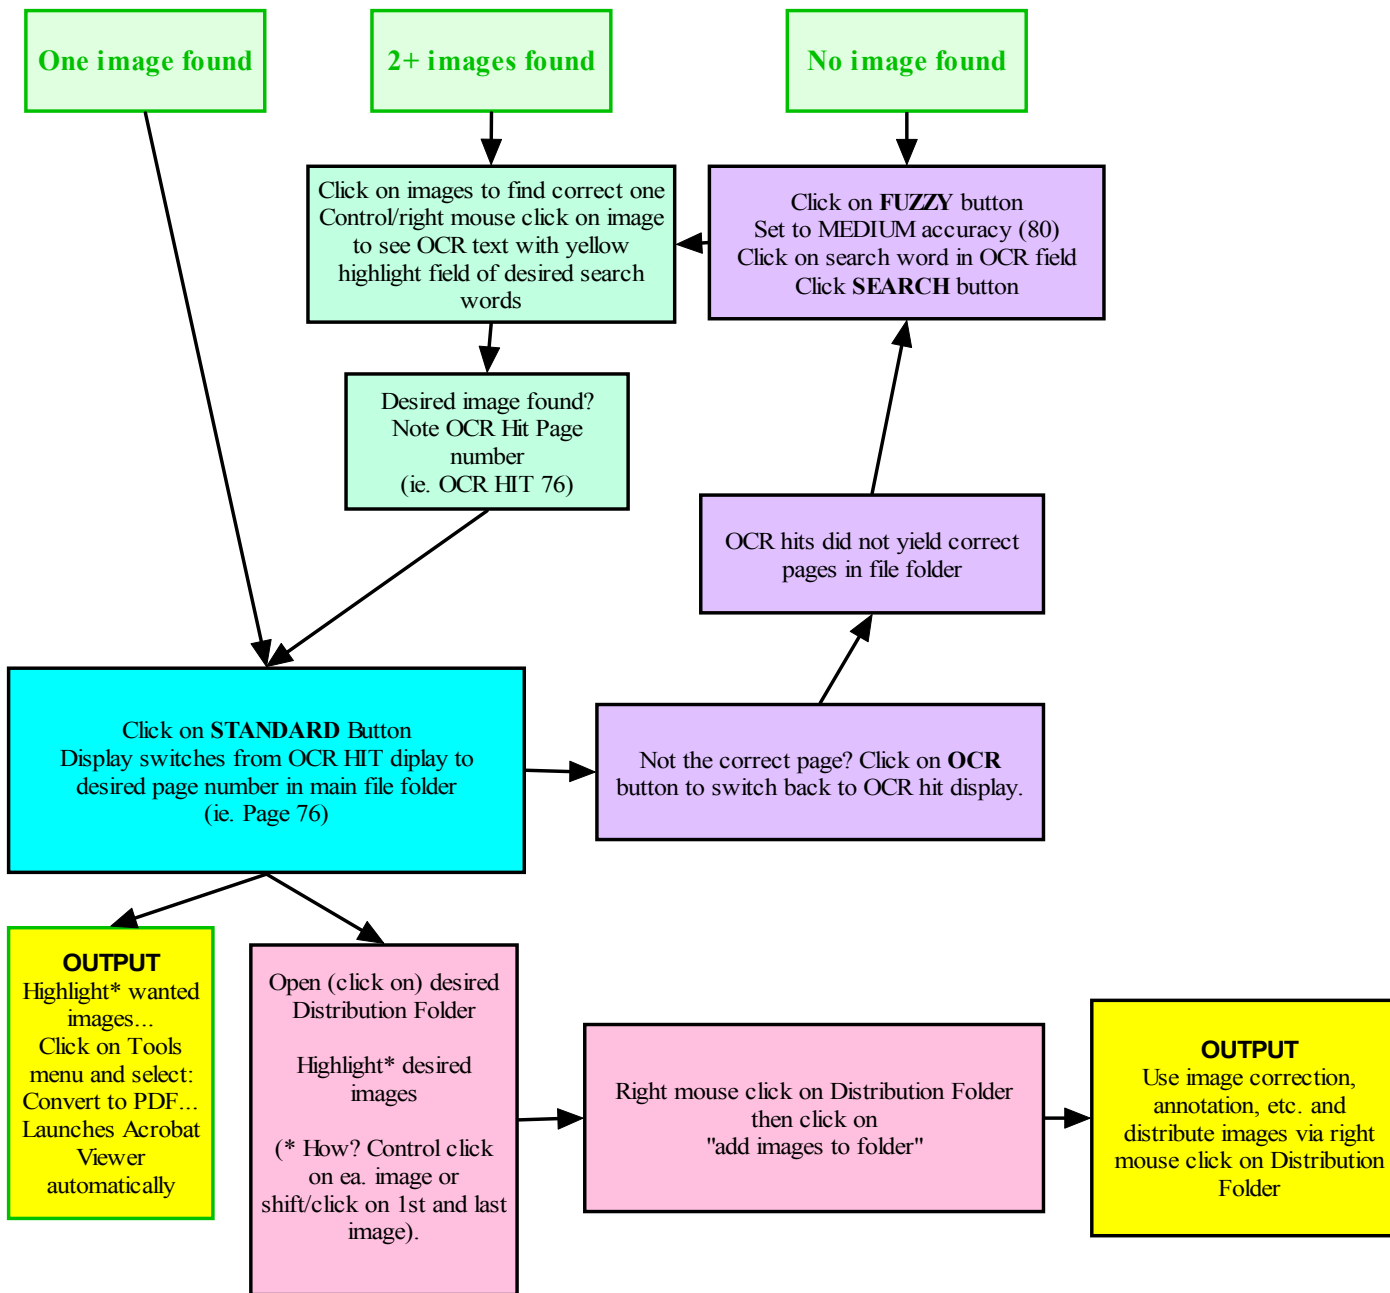 One image found
2+ images found
No image found
Click on images to find correct one
Control/right mouse click on image
to see OCR text with yellow
highlight field of desired search
words
Click on FUZZY button
Set to MEDIUM accuracy (80)
Click on search word in OCR field
Click SEARCH button
Desired image found?
Note OCR Hit Page
number
(ie. OCR HIT 76)
OCR hits did not yield correct
pages in file folder
Click on STANDARD Button
Display switches from OCR HIT diplay to
desired page number in main file folder
(ie. Page 76)
Not the correct page? Click on OCR
button to switch back to OCR hit display.
OUTPUT
Highlight* wanted
images...
Click on Tools
menu and select:
Convert to PDF...
Launches Acrobat
Viewer
automatically
Open (click on) desired
Distribution Folder
Highlight* desired
images
(* How? Control click
on ea. image or
shift/click on 1st and last
image).
Right mouse click on Distribution Folder
then click on
"add images to folder"
OUTPUT
Use image correction,
annotation, etc. and
distribute images via right
mouse click on Distribution
Folder